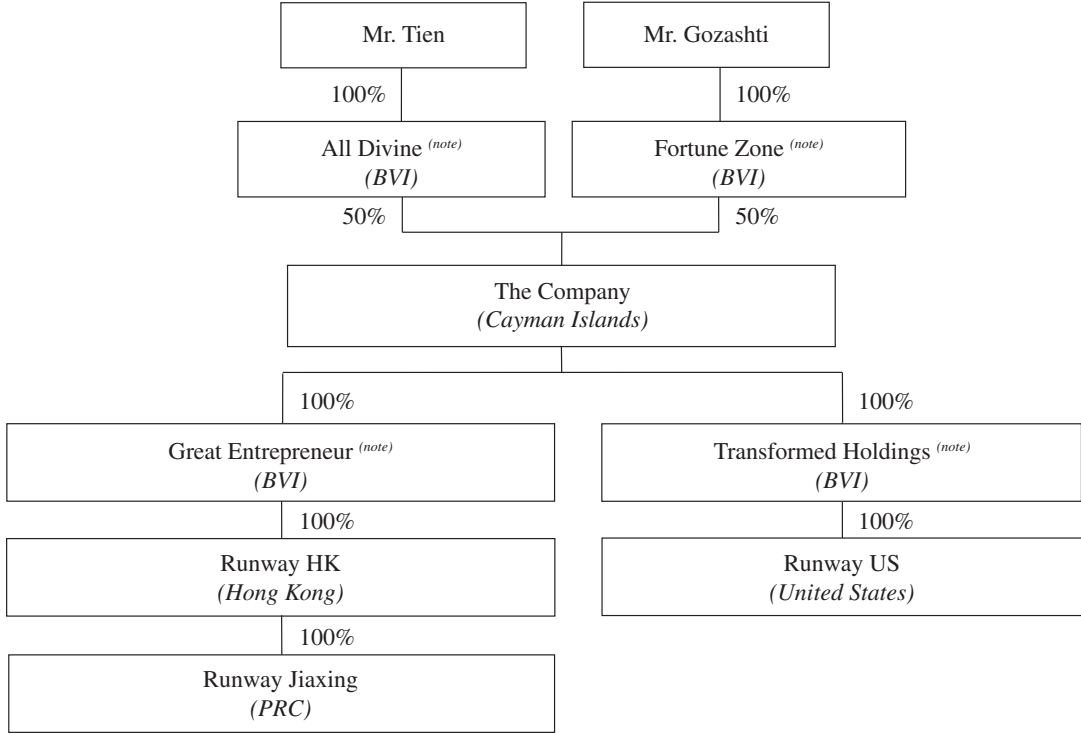 Mr. Tien
Mr. Gozashti
100%
100%
All Divine (note)
(BVI)
Fortune Zone (note)
(BVI)
50%
50%
The Company
(Cayman Islands)
100%
100%
Great Entrepreneur (note)
(BVI)
Transformed Holdings (note)
(BVI)
100%
100%
Runway HK
(Hong Kong)
Runway US
(United States)
100%
Runway Jiaxing
(PRC)